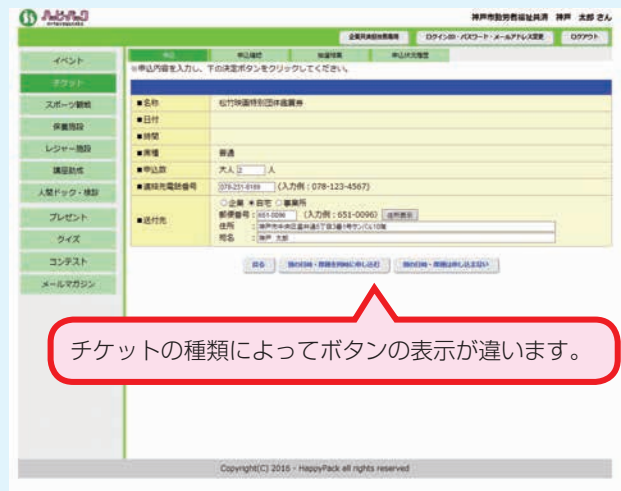 ハッピーパック
神戸市勤労者福祉共済 神戸 太郎 さん
企業共済担当者専用 ログインID・パスワード・メールアドレス変更 ログアウト
イベント
チケット
スポーツ観戦
保養施設
レジャー施設
講座助成
人間ドック・検診
プレゼント
クイズ
コンテスト
メールマガジン
申込 申込確認 抽選結果 申込状況履歴
※申込内容を入力し、下の決定ボタンをクリックしてください。
■名称 松竹映画特別団体鑑賞券
■日付
■時間
■席種 普通
■申込数 大人 2 人
■連絡先電話番号 078-251-8189 (入力例：078-123-4567)
■送付先
○企業 ●自宅 ○事業所
郵便番号：651-0096 (入力例：651-0096) 住所表示
住所 ：神戸市中央区雲井通5丁目3番1号サンパル10階
宛名 ：神戸 太郎
戻る 別の日時・席種を同時に申し込む 別の日時・席種は申し込まない
チケットの種類によってボタンの表示が違います。
Copyright(C) 2016 - HappyPack all rights reserved